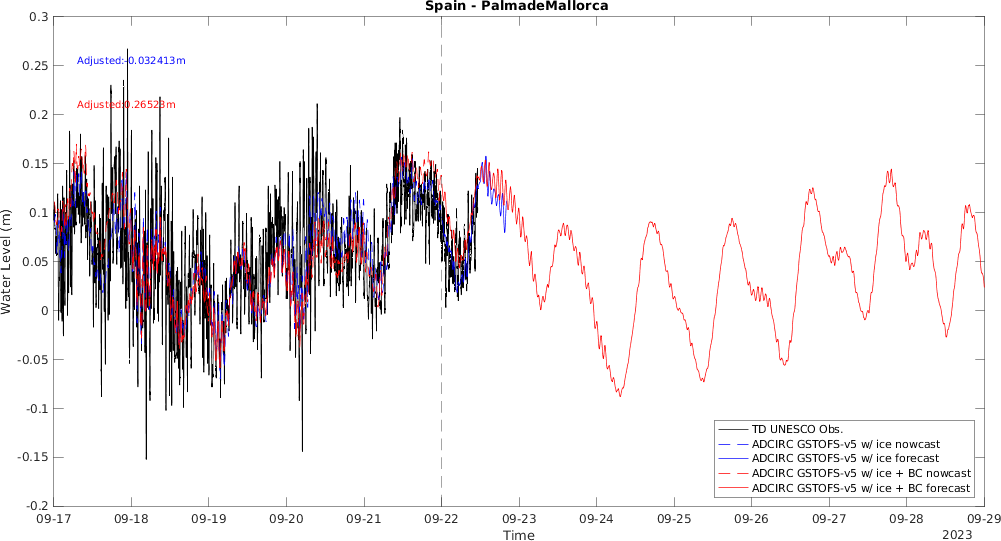 Spain - PalmadeMallorca
0.3
0.25
0.2
0.15
0.1
0.05
0
-0.05
-0.1
-0.15
-0.2
Water Level (m)
Adjusted:-0.032413m
Adjusted:0.26523m
TD UNESCO Obs.
ADCIRC GSTOFS-v5 w/ ice nowcast
ADCIRC GSTOFS-v5 w/ ice forecast
ADCIRC GSTOFS-v5 w/ ice + BC nowcast
ADCIRC GSTOFS-v5 w/ ice + BC forecast
09-17 09-18 09-19 09-20 09-21 09-22 09-23 09-24 09-25 09-26 09-27 09-28 09-29
Time
2023